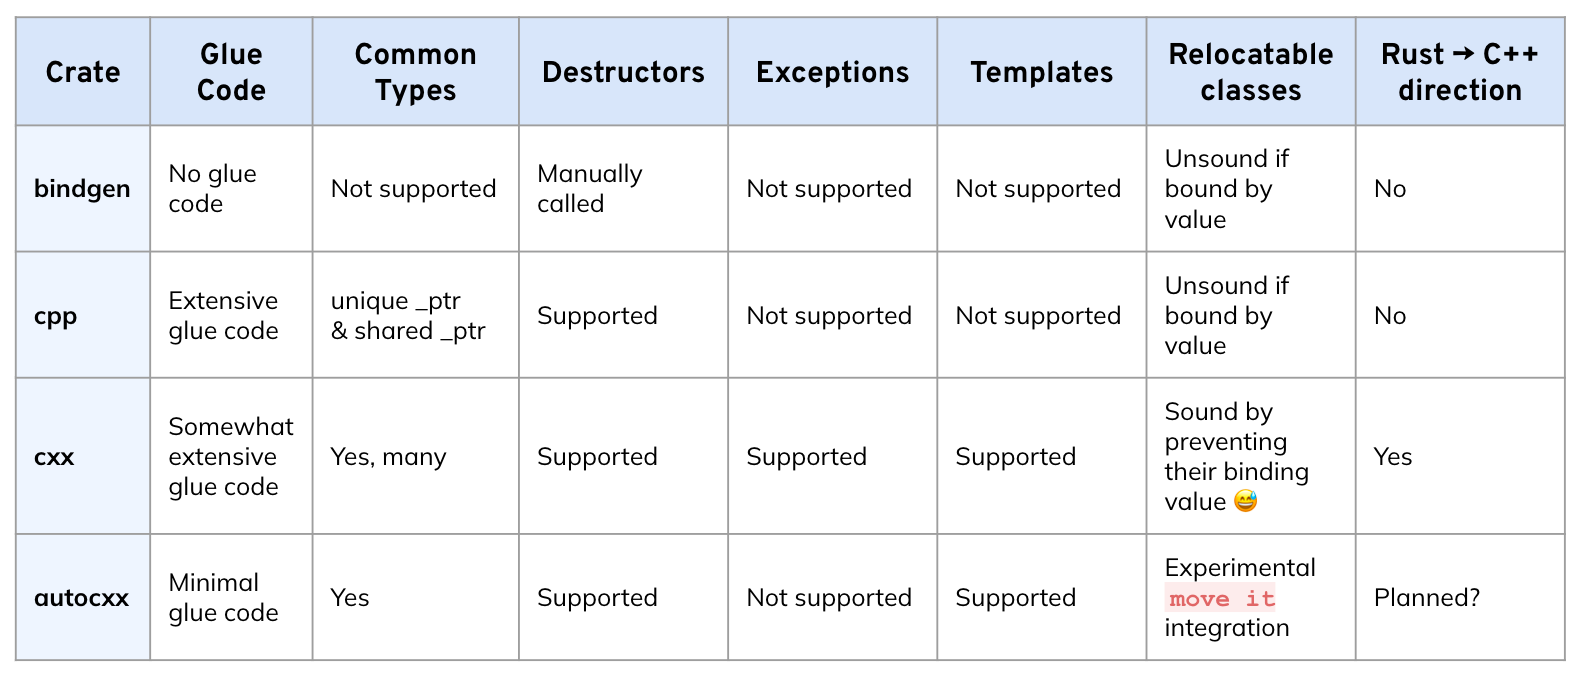 Crate
Glue
Code
Common
Types
Destructors
Exceptions
Templates
Relocatable
classes
Rust → C++
direction
bindgen
No glue
code
Not supported
Manually
called
Not supported
Not supported
Unsound if
bound by
value
No
cpp
Extensive
glue code
unique _ptr
& shared _ptr
Supported
Not supported
Not supported
Unsound if
bound by
value
No
cxx
Somewhat
extensive
glue code
Yes, many
Supported
Supported
Supported
Sound by
preventing
their binding
value 😅
Yes
autocxx
Minimal
glue code
Yes
Supported
Not supported
Supported
Experimental
move it
integration
Planned?